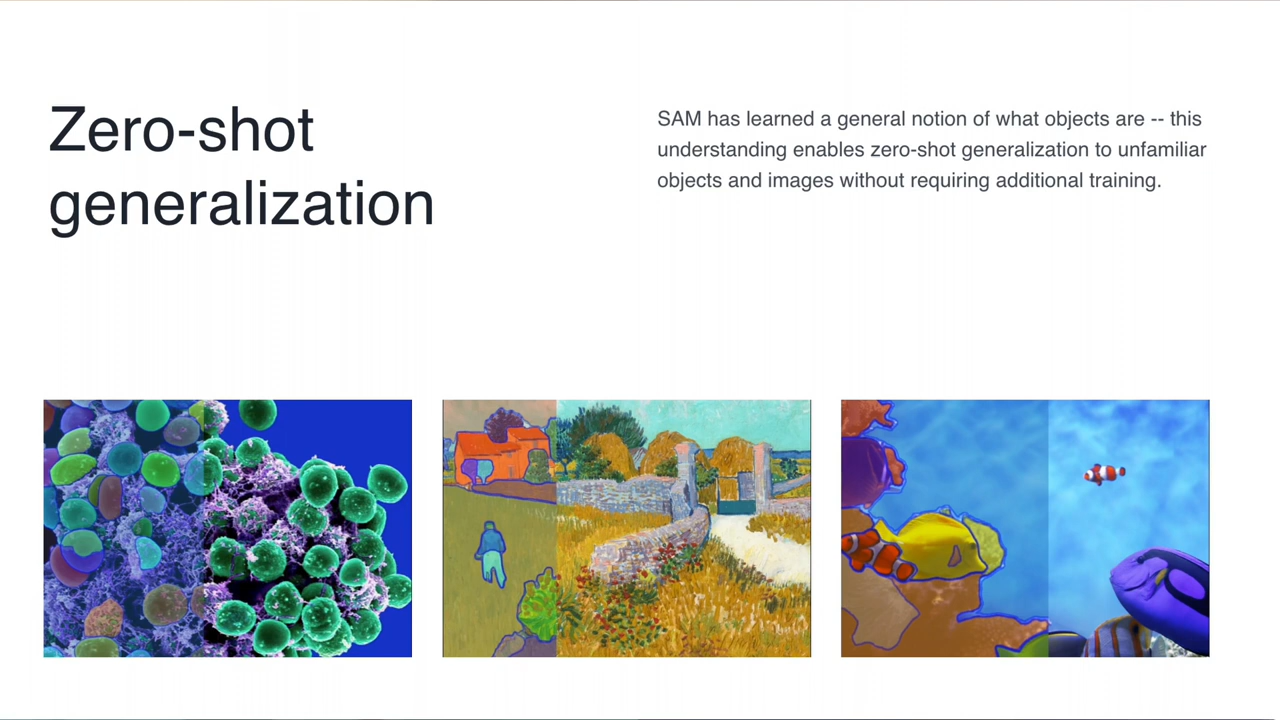 Zero-shot
generalization
SAM has learned a general notion of what objects are -- this
understanding enables zero-shot generalization to unfamiliar
objects and images without requiring additional training.